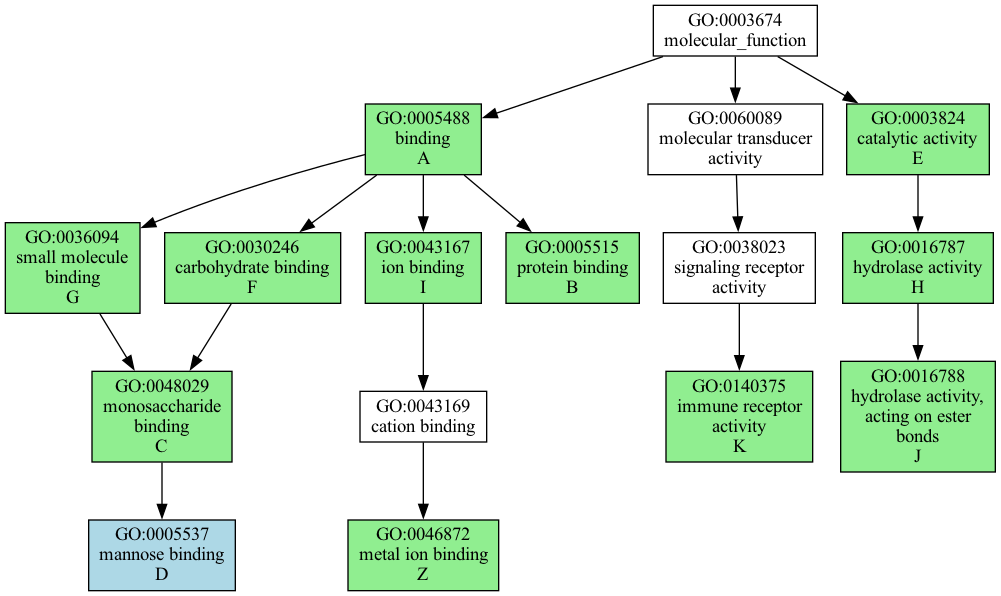 GO:0003674
molecular_function
GO:0005488
binding
A
GO:0060089
molecular transducer
activity
GO:0003824
catalytic activity
E
GO:0036094
small molecule
binding
G
GO:0030246
carbohydrate binding
F
GO:0043167
ion binding
I
GO:0005515
protein binding
B
GO:0038023
signaling receptor
activity
GO:0016787
hydrolase activity
H
GO:0048029
monosaccharide
binding
C
GO:0043169
cation binding
GO:0140375
immune receptor
activity
K
GO:0016788
hydrolase activity,
acting on ester
bonds
J
GO:0005537
mannose binding
D
GO:0046872
metal ion binding
Z